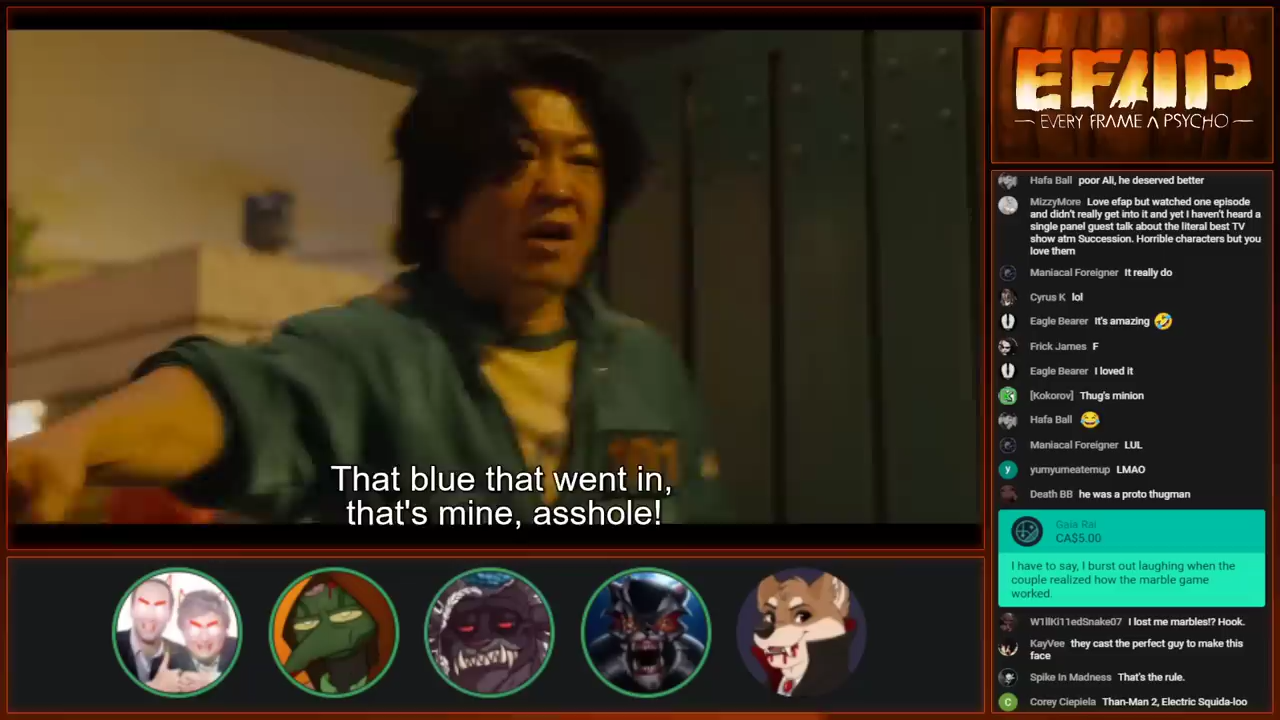 That blue that went in,
that's mine, asshole!
EFAIP
EVERY FRAME A PSYCHO
Hafa Ball poor Ali, he deserved better
MizzyMore Love efap but watched one episode
and didn't really get into it and yet I haven't heard a
single panel guest talk about the literal best TV
show atm Succession. Horrible characters but you
love them
Maniacal Foreigner It really do
Cyrus K lol
Eagle Bearer It's amazing 🤣
Frick James F
Eagle Bearer I loved it
[Kokorov] Thug's minion
Hafa Ball 😂
Maniacal Foreigner LUL
y yumyumeatemup LMAO
Death BB he was a proto thugman
Gaia Rai
CA$5.00
I have to say, I burst out laughing when the
couple realized how the marble game
worked.
W1llKi11edSnake07 I lost me marbles!? Hook.
KayVee they cast the perfect guy to make this
face
Spike In Madness That's the rule.
C Corey Ciepiela Than-Man 2, Electric Squida-loo